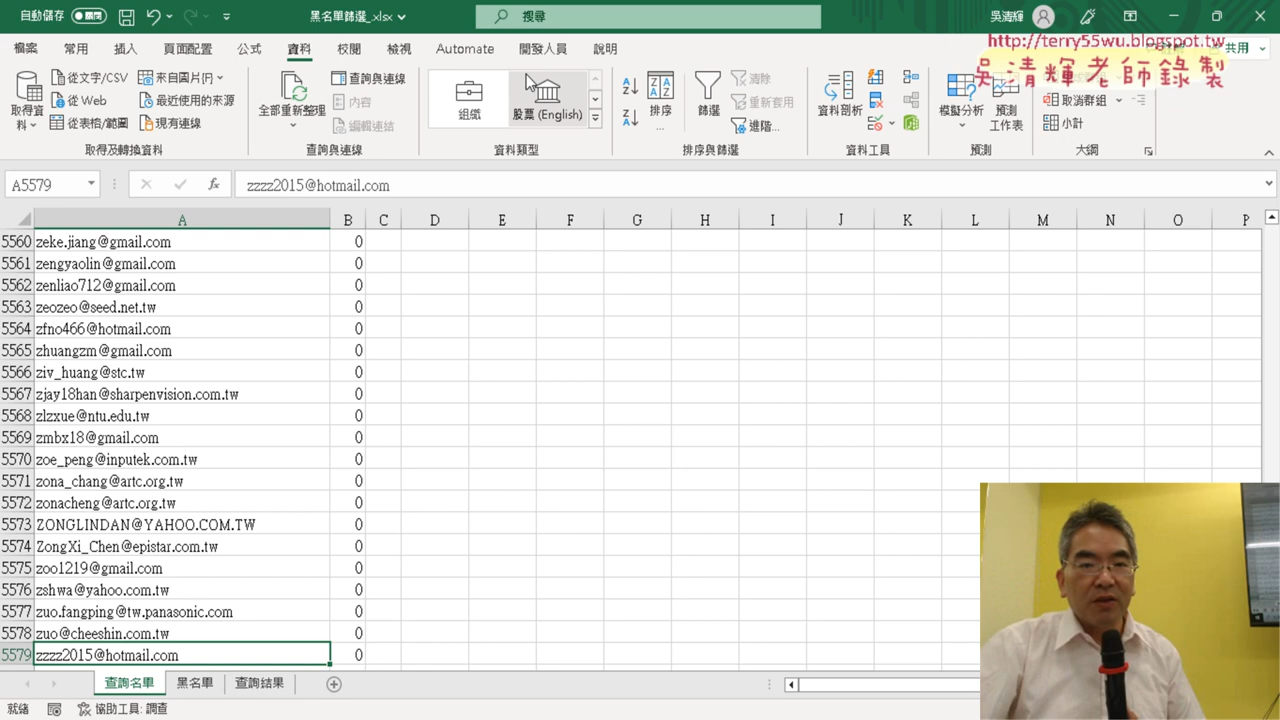 自動儲存
黑名單篩選_.xlsx
搜尋
吳清輝
檔案 常用 插入 頁面配置 公式 資料 校閱 檢視 Automate 開發人員 說明
共用
http://terry55wu.blogspot.tw
吳清輝老師錄製
取得資料
從文字/CSV
從 Web
從表格/範圍
來自圖片
最近使用的來源
現有連線
取得及轉換資料
全部重新整理
查詢與連線
內容
編輯連結
查詢與連線
組織
股票 (English)
資料類型
排序...
篩選
清除
重新套用
進階...
排序與篩選
資料剖析
資料工具
模擬分析
預測工作表
預測
取消群組
小計
大綱
A5579 fx zzzz2015@hotmail.com
A B C D E F G H I J K L M N O P
5560 zeke.jiang@gmail.com 0
5561 zengyaolin@gmail.com 0
5562 zenliao712@gmail.com 0
5563 zeozeo@seed.net.tw 0
5564 zfno466@hotmail.com 0
5565 zhuangzm@gmail.com 0
5566 ziv_huang@stc.tw 0
5567 zjay18han@sharpenvision.com.tw 0
5568 zlzxue@ntu.edu.tw 0
5569 zmbx18@gmail.com 0
5570 zoe_peng@inputek.com.tw 0
5571 zona_chang@artc.org.tw 0
5572 zonacheng@artc.org.tw 0
5573 ZONGLINDAN@YAHOO.COM.TW 0
5574 ZongXi_Chen@epistar.com.tw 0
5575 zoo1219@gmail.com 0
5576 zshwa@yahoo.com.tw 0
5577 zuo.fangping@tw.panasonic.com 0
5578 zuo@cheeshin.com.tw 0
5579 zzzz2015@hotmail.com 0
查詢名單 黑名單 查詢結果
就緒 協助工具: 調查